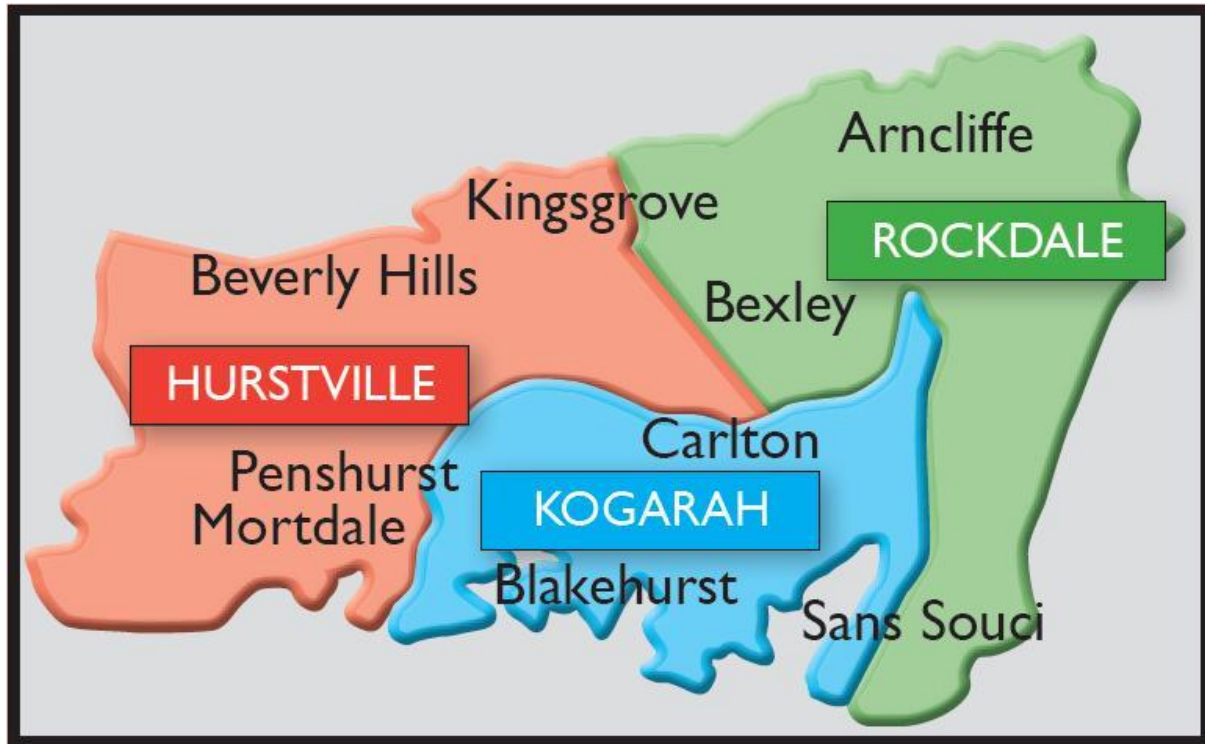 Arncliffe
Kingsgrove
ROCKDALE
Beverly Hills
Bexley
HURSTVILLE
Carlton
Penshurst
KOGARAH
Mortdale
Blakehurst
Sans Souci